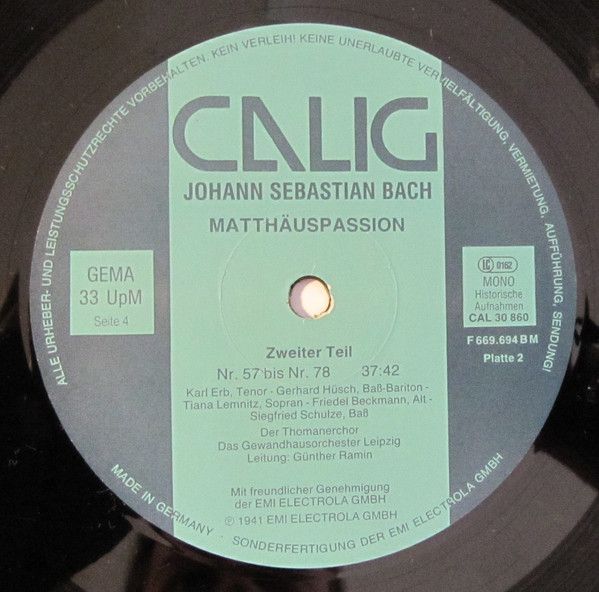 ALLE URHEBER- UND LEISTUNGSSCHUTZRECHTE VORBEHALTEN. KEIN VERLEIH! KEINE UNERLAUBTE VERVIELFÄLTIGUNG, VERMIETUNG, AUFFÜHRUNG, SENDUNG!
CALIG
JOHANN SEBASTIAN BACH
MATTHÄUSPASSION
GEMA
33 UpM
Seite 4
LC 0162
MONO
Historische
Aufnahmen
CAL 30 860
F 669.694 B M
Platte 2
Zweiter Teil
Nr. 57 bis Nr. 78 37:42
Karl Erb, Tenor - Gerhard Hüsch, Baß-Bariton -
Tiana Lemnitz, Sopran - Friedel Beckmann, Alt -
Siegfried Schulze, Baß
Der Thomanerchor
Das Gewandhausorchester Leipzig
Leitung: Günther Ramin
Mit freundlicher Genehmigung
der EMI ELECTROLA GMBH
℗ 1941 EMI ELECTROLA GMBH
MADE IN GERMANY · SONDERFERTIGUNG DER EMI ELECTROLA GMBH